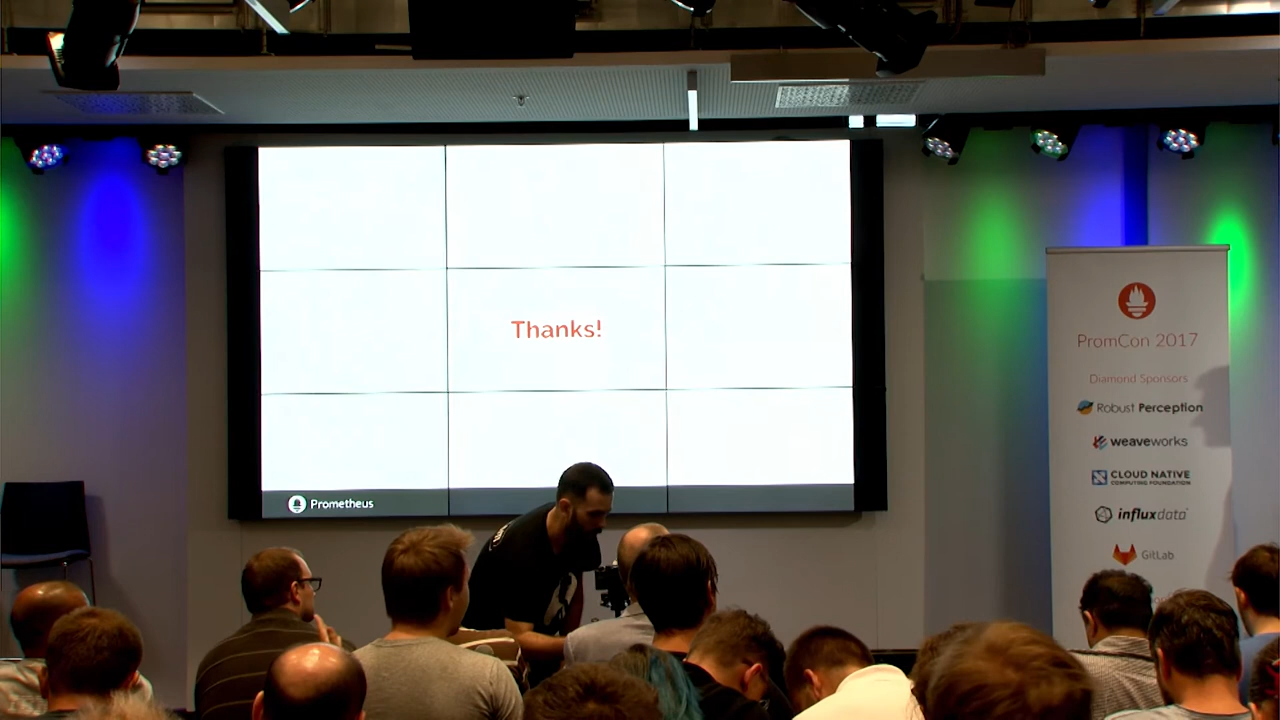 Thanks!
Prometheus
PromCon 2017
Diamond Sponsors
Robust Perception
weaveworks
CLOUD NATIVE
COMPUTING FOUNDATION
influxdata
GitLab